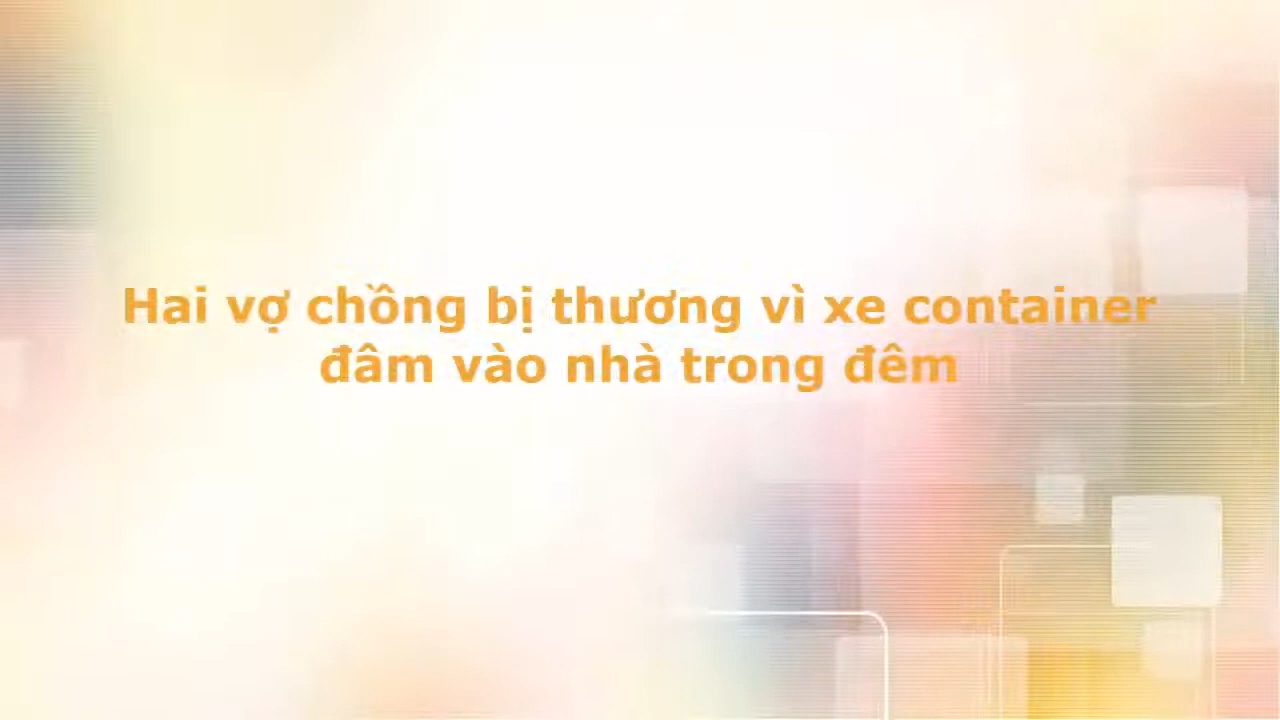 Hai vợ chồng bị thương vì xe container
đâm vào nhà trong đêm